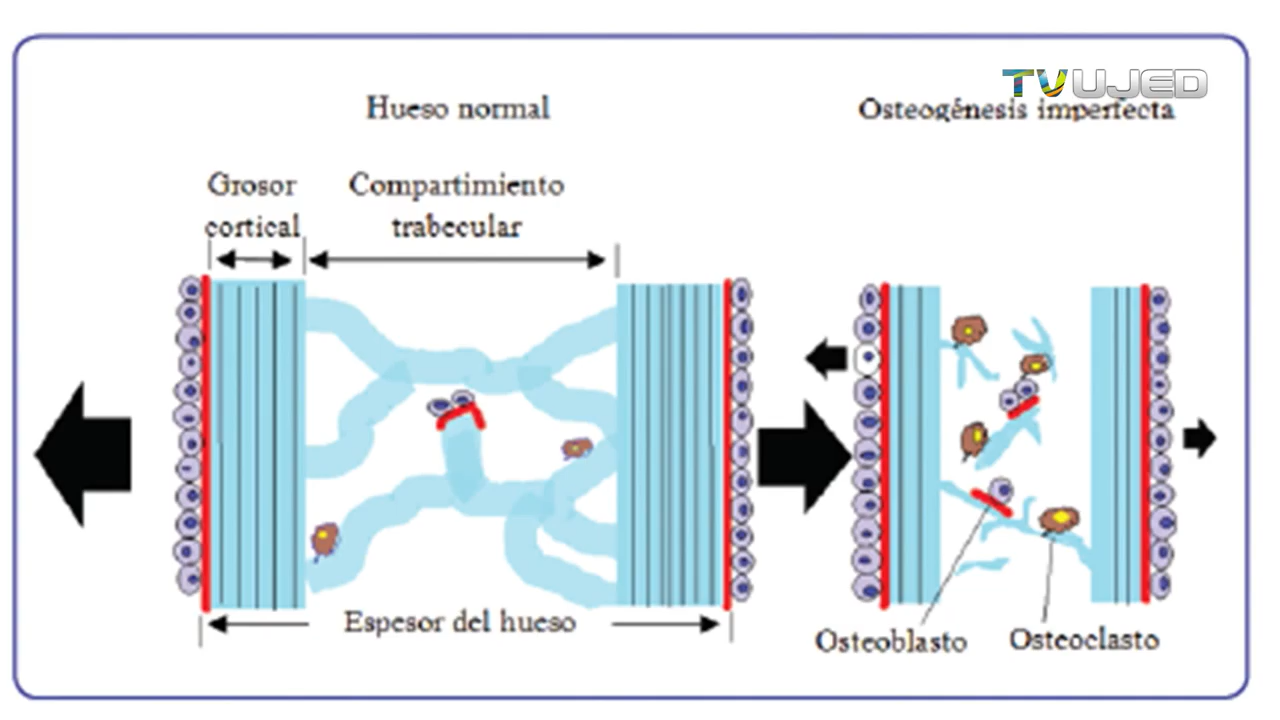 TVUJED
Hueso normal
Osteogénesis imperfecta
Grosor
cortical
Compartimiento
trabecular
Espesor del hueso
Osteoblasto
Osteoclasto